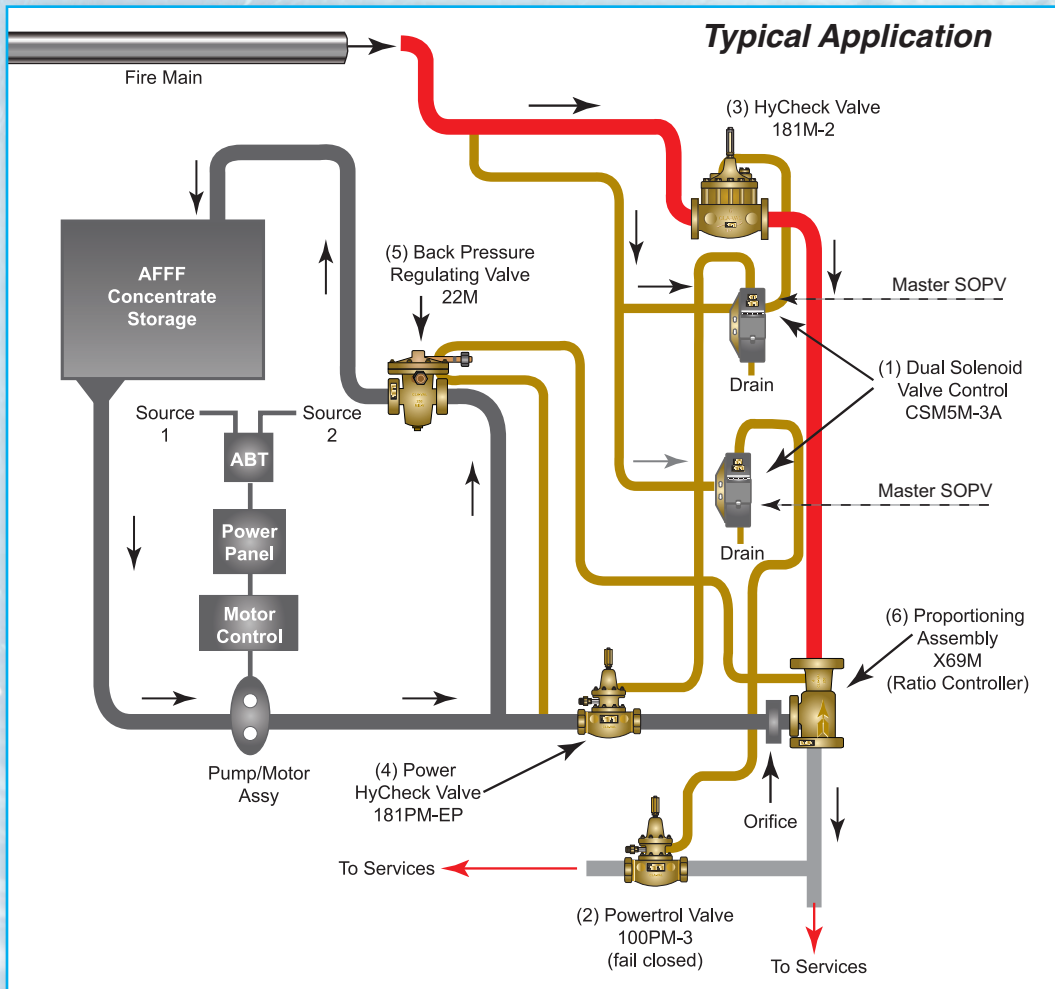 Typical Application
Fire Main
(3) HyCheck Valve
181M-2
(5) Back Pressure
Regulating Valve
22M
AFFF
Concentrate
Storage
Master SOPV
Drain
(1) Dual Solenoid
Valve Control
CSM5M-3A
Source
1
Source
2
ABT
Master SOPV
Power
Panel
Drain
Motor
Control
(6) Proportioning
Assembly
X69M
(Ratio Controller)
Pump/Motor
Assy
(4) Power
HyCheck Valve
181PM-EP
Orifice
To Services
(2) Powertrol Valve
100PM-3
(fail closed)
To Services